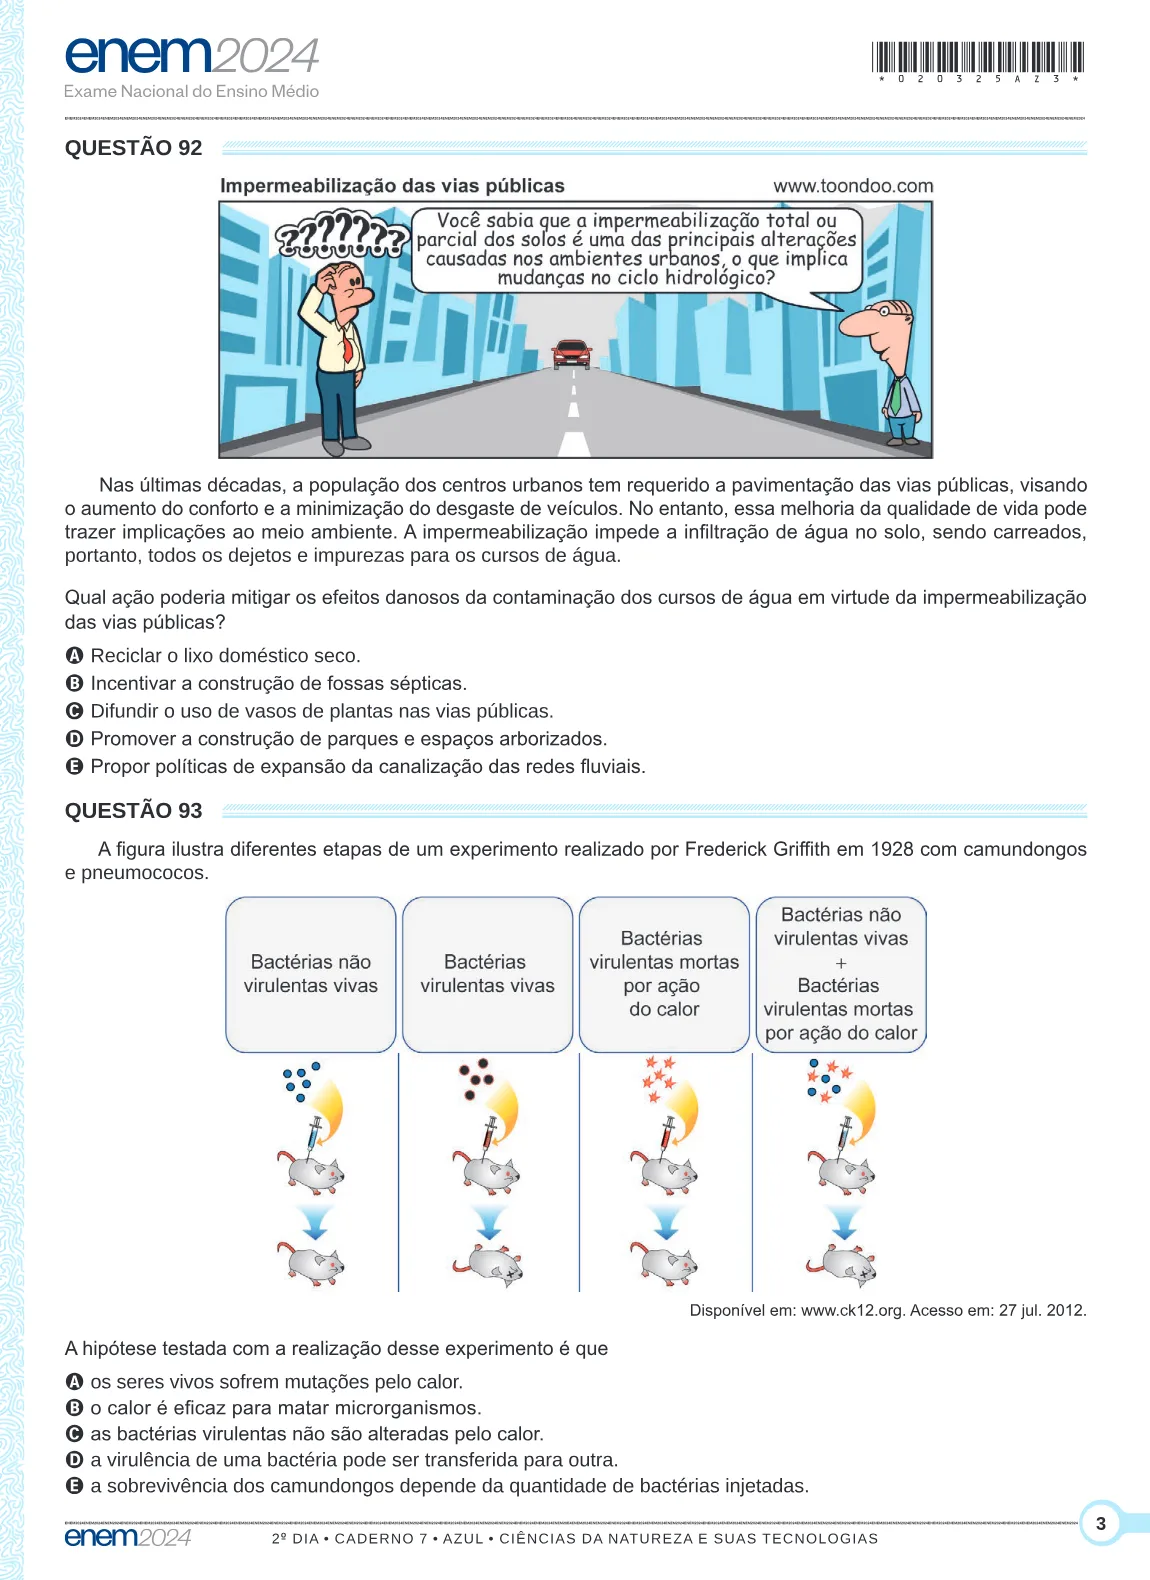 enem2024
Exame Nacional do Ensino Médio
*020325AZ3*
QUESTÃO 92
Impermeabilização das vias públicas www.toondoo.com
???????
Você sabia que a impermeabilização total ou
parcial dos solos é uma das principais alterações
causadas nos ambientes urbanos, o que implica
mudanças no ciclo hidrológico?
Nas últimas décadas, a população dos centros urbanos tem requerido a pavimentação das vias públicas, visando
o aumento do conforto e a minimização do desgaste de veículos. No entanto, essa melhoria da qualidade de vida pode
trazer implicações ao meio ambiente. A impermeabilização impede a infiltração de água no solo, sendo carreados,
portanto, todos os dejetos e impurezas para os cursos de água.
Qual ação poderia mitigar os efeitos danosos da contaminação dos cursos de água em virtude da impermeabilização
das vias públicas?
A Reciclar o lixo doméstico seco.
B Incentivar a construção de fossas sépticas.
C Difundir o uso de vasos de plantas nas vias públicas.
D Promover a construção de parques e espaços arborizados.
E Propor políticas de expansão da canalização das redes fluviais.
QUESTÃO 93
A figura ilustra diferentes etapas de um experimento realizado por Frederick Griffith em 1928 com camundongos
e pneumococos.
Bactérias não
virulentas vivas
Bactérias
virulentas vivas
Bactérias
virulentas mortas
por ação
do calor
Bactérias não
virulentas vivas
+
Bactérias
virulentas mortas
por ação do calor
Disponível em: www.ck12.org. Acesso em: 27 jul. 2012.
A hipótese testada com a realização desse experimento é que
A os seres vivos sofrem mutações pelo calor.
B o calor é eficaz para matar microrganismos.
C as bactérias virulentas não são alteradas pelo calor.
D a virulência de uma bactéria pode ser transferida para outra.
E a sobrevivência dos camundongos depende da quantidade de bactérias injetadas.
enem2024
2º DIA • CADERNO 7 • AZUL • CIÊNCIAS DA NATUREZA E SUAS TECNOLOGIAS
3